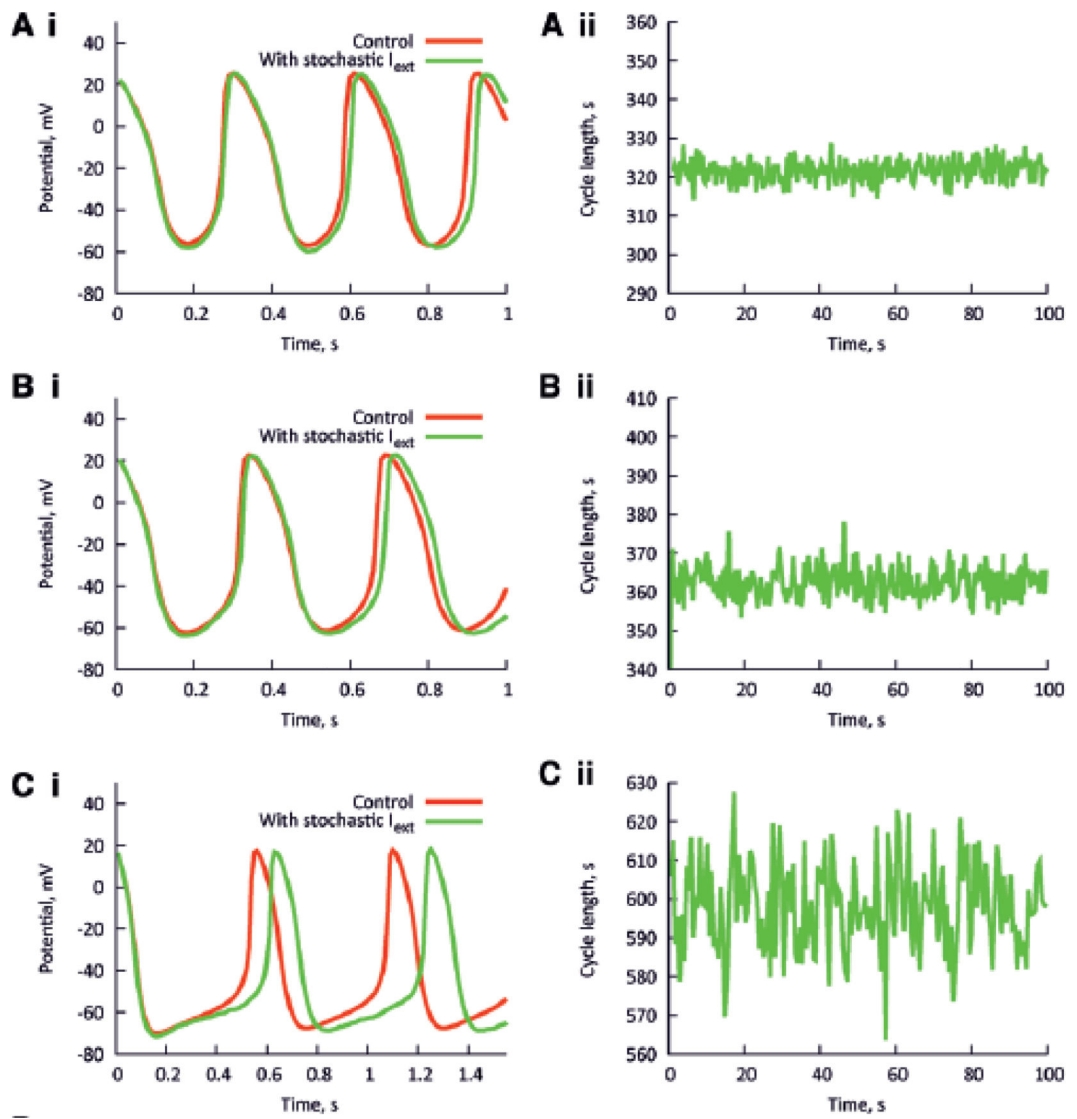 A i
Control
With stochastic Iext
Potential, mV
40
20
0
-20
-40
-60
-80
0 0.2 0.4 0.6 0.8 1
Time, s
A ii
Cycle length, s
360
350
340
330
320
310
300
290
0 20 40 60 80 100
Time, s
B i
Control
With stochastic Iext
Potential, mV
40
20
0
-20
-40
-60
-80
0 0.2 0.4 0.6 0.8 1
Time, s
B ii
Cycle length, s
410
400
390
380
370
360
350
340
0 20 40 60 80 100
Time, s
C i
Control
With stochastic Iext
Potential, mV
40
20
0
-20
-40
-60
-80
0 0.2 0.4 0.6 0.8 1 1.2 1.4
Time, s
C ii
Cycle length, s
630
620
610
600
590
580
570
560
0 20 40 60 80 100
Time, s